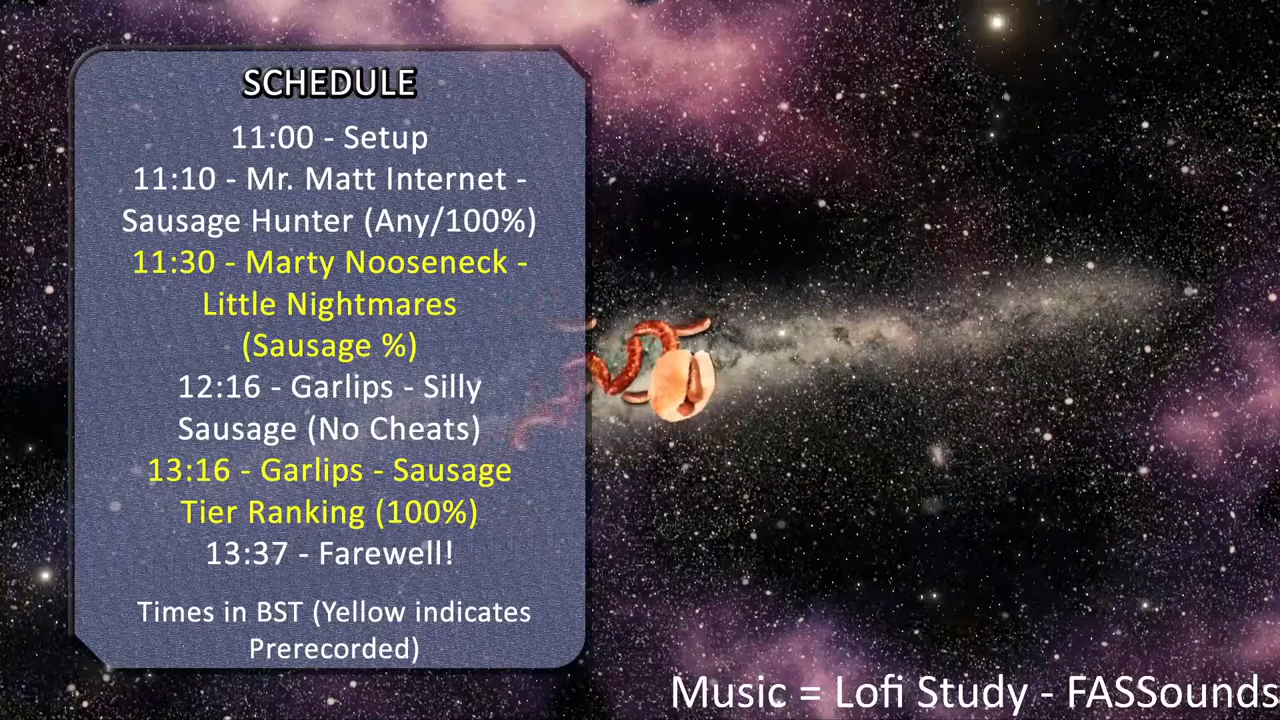 SCHEDULE
11:00 - Setup
11:10 - Mr. Matt Internet -
Sausage Hunter (Any/100%)
11:30 - Marty Nooseneck -
Little Nightmares
(Sausage %)
12:16 - Garlips - Silly
Sausage (No Cheats)
13:16 - Garlips - Sausage
Tier Ranking (100%)
13:37 - Farewell!
Times in BST (Yellow indicates
Prerecorded)
Music = Lofi Study - FASSounds